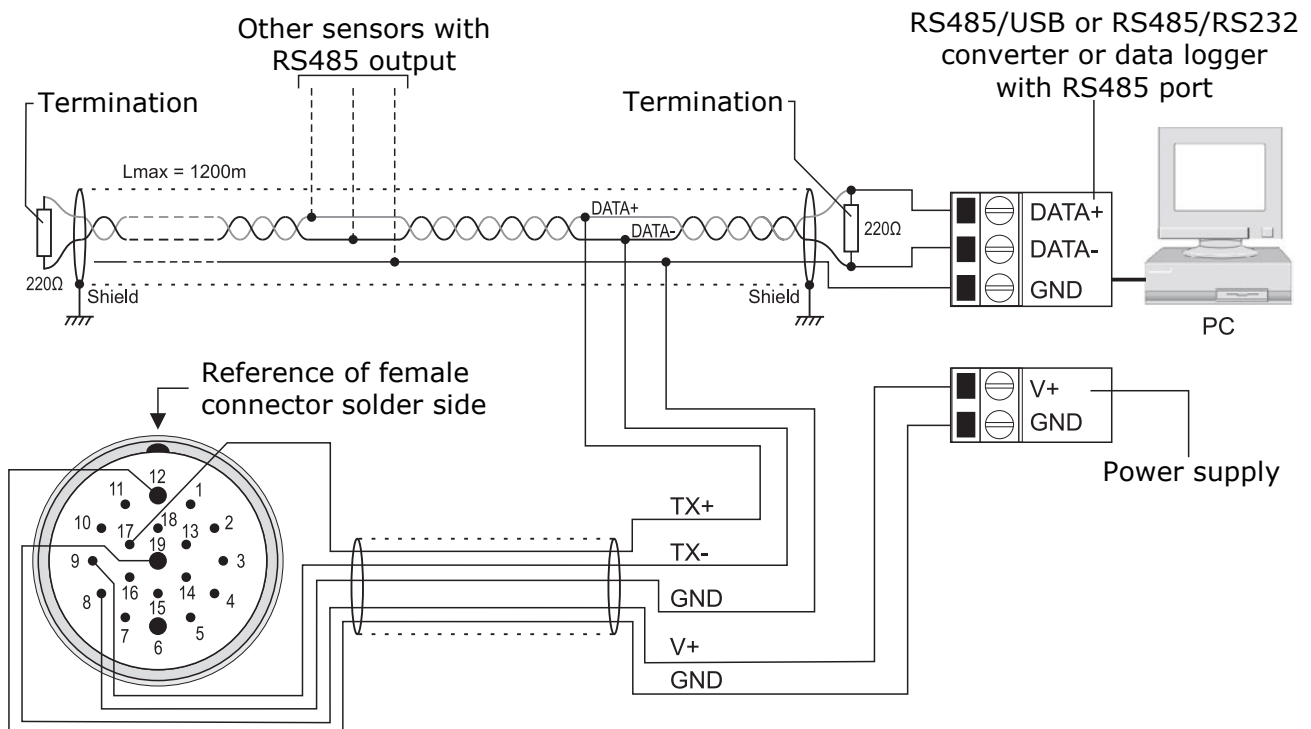 Other sensors with
RS485 output
RS485/USB or RS485/RS232
converter or data logger
with RS485 port
Termination
Termination
Lmax = 1200m
DATA+
DATA-
220Ω
220Ω
Shield
Shield
DATA+
DATA-
GND
PC
Reference of female
connector solder side
V+
GND
Power supply
12
11
1
10
17
18
13
2
9
19
3
8
16
15
14
4
7
6
5
TX+
TX-
GND
V+
GND